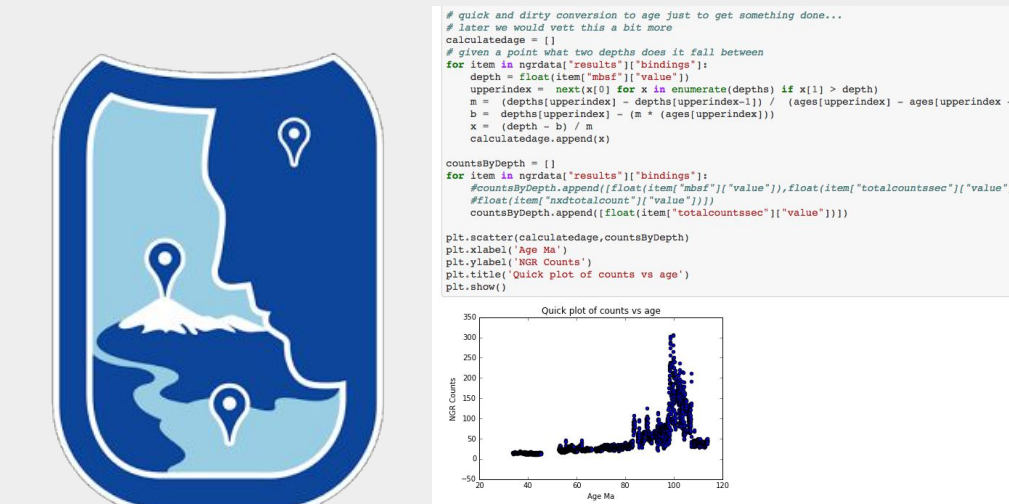 # quick and dirty conversion to age just to get something done...
# later we would vett this a bit more
calculatedage = []
# given a point what two depths does it fall between
for item in ngrdata["results"]["bindings"]:
    depth = float(item["mbsf"]["value"])
    upperindex =  next(x[0] for x in enumerate(depths) if x[1] > depth)
    m =  (depths[upperindex] - depths[upperindex-1]) /  (ages[upperindex] - ages[upperindex -
    b =  depths[upperindex] - (m * (ages[upperindex]))
    x =  (depth - b) / m
    calculatedage.append(x)
countsByDepth = []
for item in ngrdata["results"]["bindings"]:
    #countsByDepth.append([float(item["mbsf"]["value"]),float(item["totalcountssec"]["value"
    #float(item["nxdtotalcount"]["value"])])
    countsByDepth.append([float(item["totalcountssec"]["value"])])
plt.scatter(calculatedage,countsByDepth)
plt.xlabel('Age Ma')
plt.ylabel('NGR Counts')
plt.title('Quick plot of counts vs age')
plt.show()
Quick plot of counts vs age
350
300
250
200
150
100
50
0
−50
NGR Counts
20 40 60 80 100 120
Age Ma